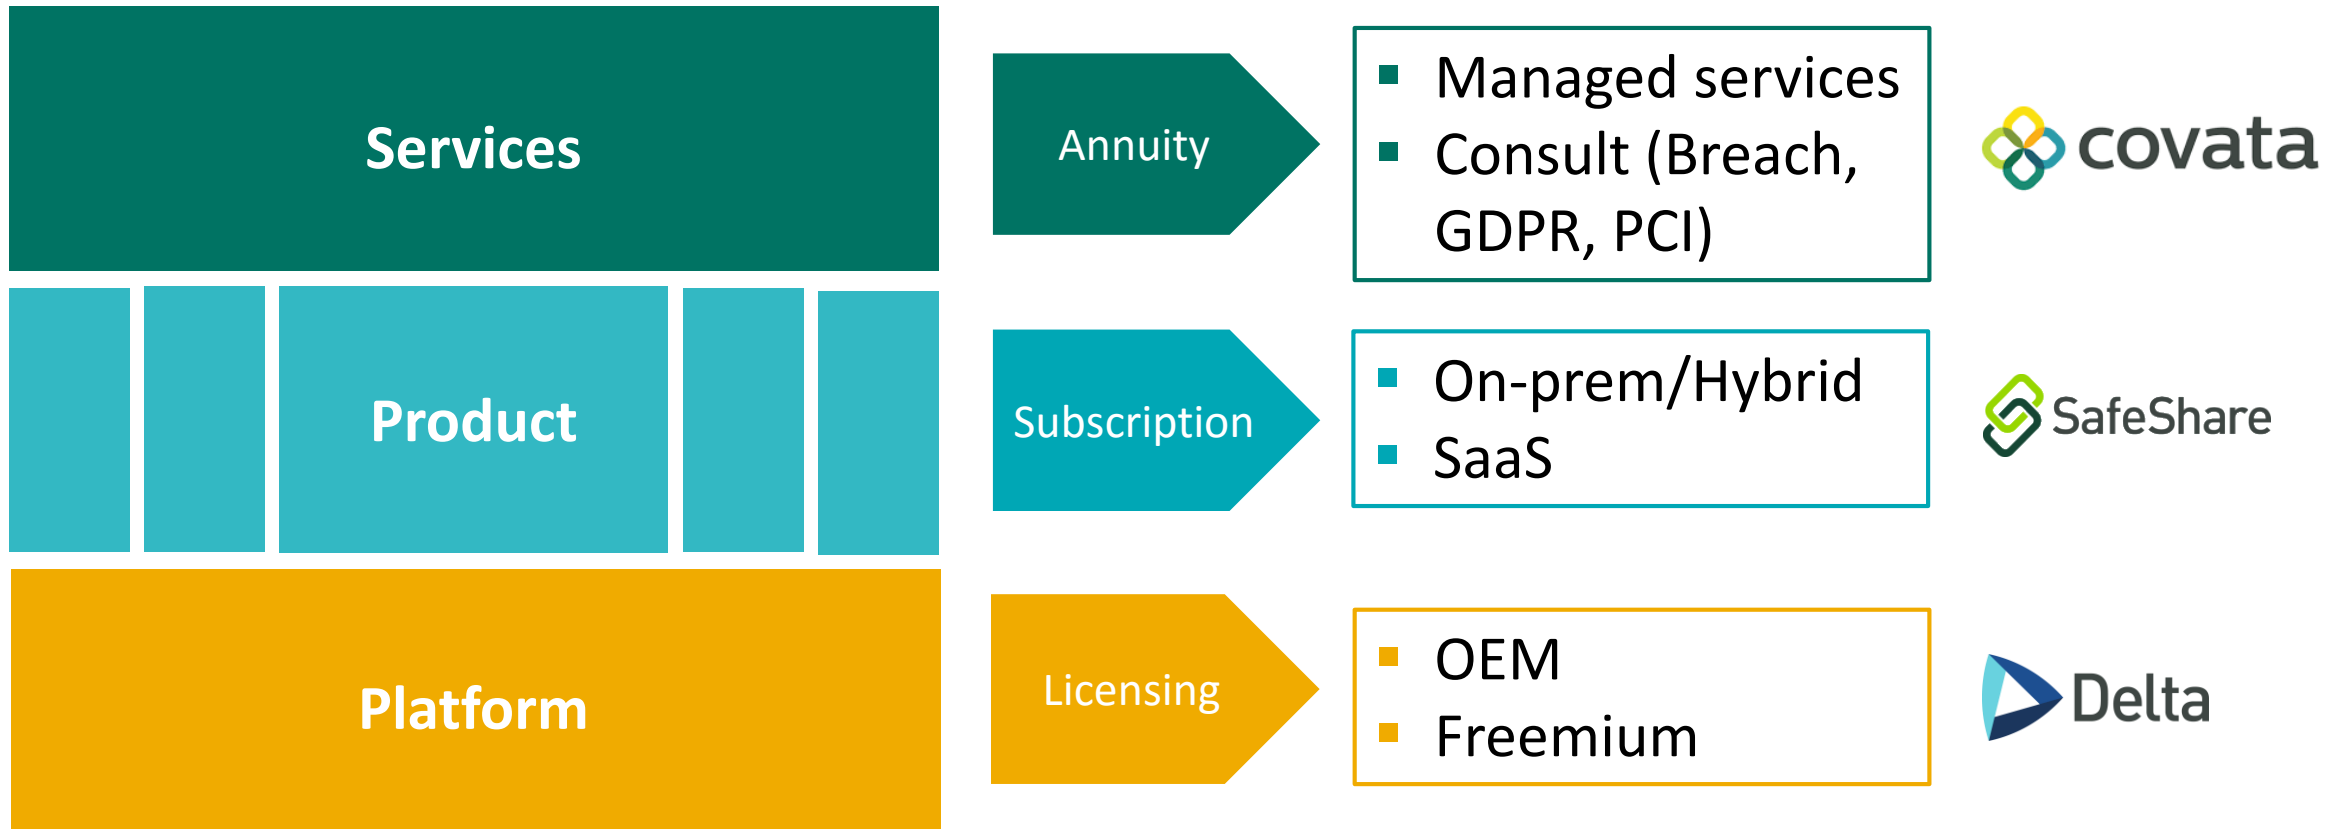 Services
Annuity
Managed services
Consult (Breach,
GDPR, PCI)
covata
Product
Subscription
On-prem/Hybrid
SaaS
SafeShare
Platform
Licensing
OEM
Freemium
Delta